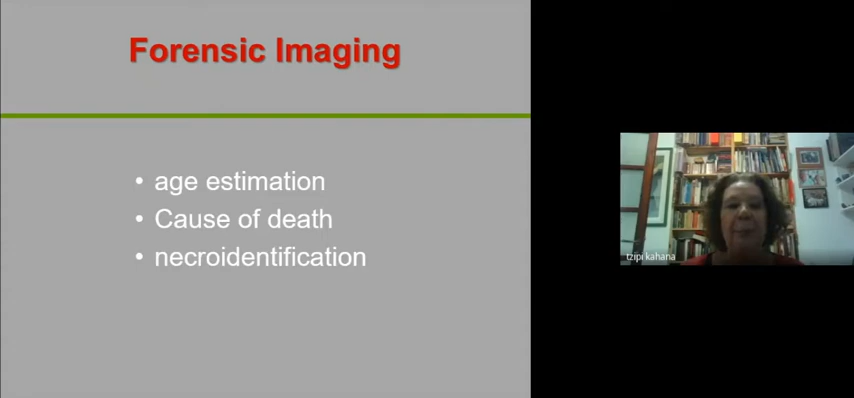 Forensic Imaging
• age estimation
• Cause of death
• necroidentification
tzipi kahana